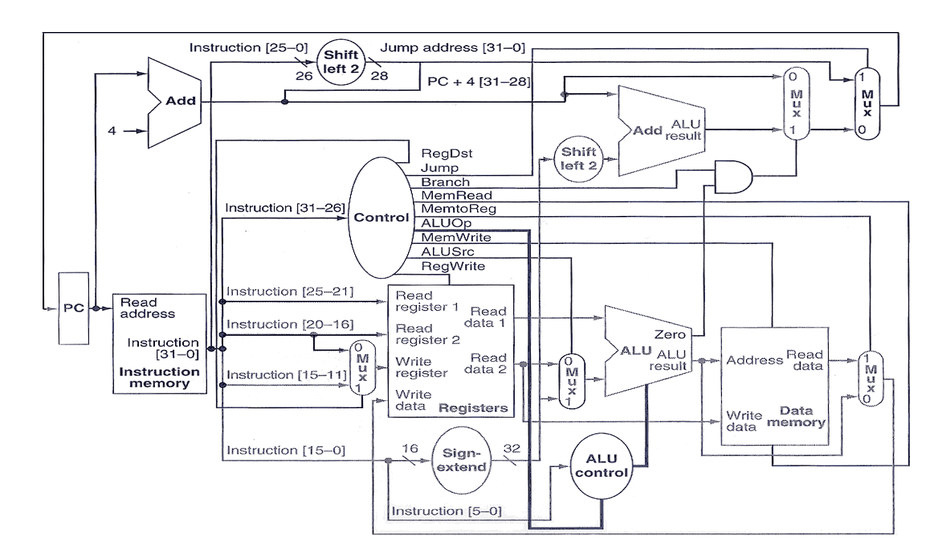 Instruction [25–0]
Shift
left 2
Jump address [31–0]
26
28
PC + 4 [31–28]
Add
4
0
Mux
1
1
Mux
0
Add
ALU
result
Shift
left 2
RegDst
Jump
Branch
MemRead
MemtoReg
ALUOp
MemWrite
ALUSrc
RegWrite
Control
Instruction [31–26]
PC
Read
address
Instruction
[31–0]
Instruction
memory
Instruction [25–21]
Instruction [20–16]
Instruction [15–11]
0
Mux
1
Read
register 1
Read
register 2
Write
register
Write
data
Read
data 1
Read
data 2
Registers
0
Mux
1
ALU
Zero
ALU
result
Address
Read
data
Write
data
Data
memory
1
Mux
0
Instruction [15–0]
16
Sign-
extend
32
ALU
control
Instruction [5–0]